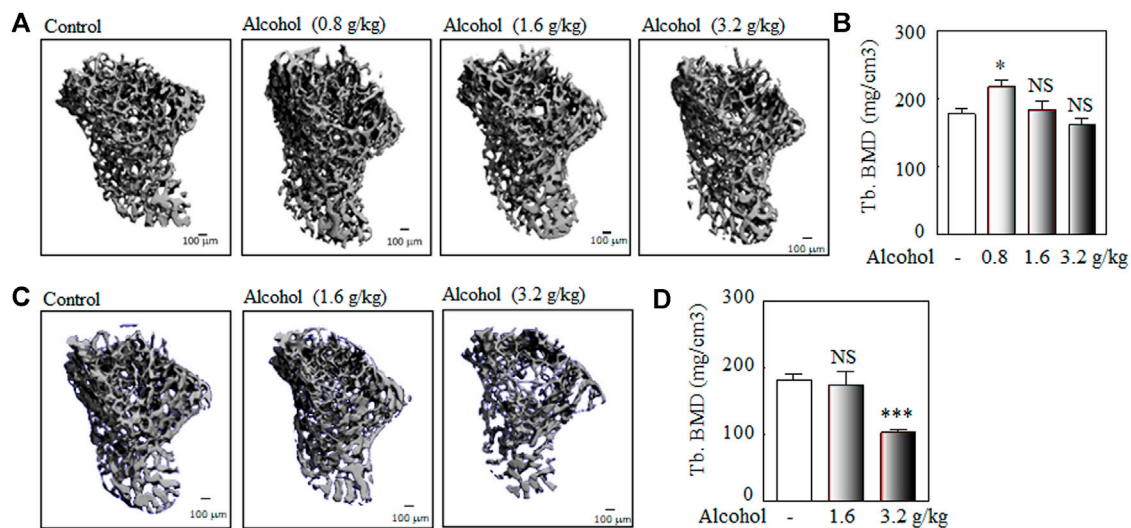 A
Control
Alcohol (0.8 g/kg)
Alcohol (1.6 g/kg)
Alcohol (3.2 g/kg)
100 µm
100 µm
100 µm
100 µm
B
Tb. BMD (mg/cm3)
300
200
100
0
*
NS
NS
Alcohol - 0.8 1.6 3.2 g/kg
C
Control
Alcohol (1.6 g/kg)
Alcohol (3.2 g/kg)
100 µm
100 µm
100 µm
D
Tb. BMD (mg/cm3)
300
200
100
0
NS
***
Alcohol - 1.6 3.2 g/kg